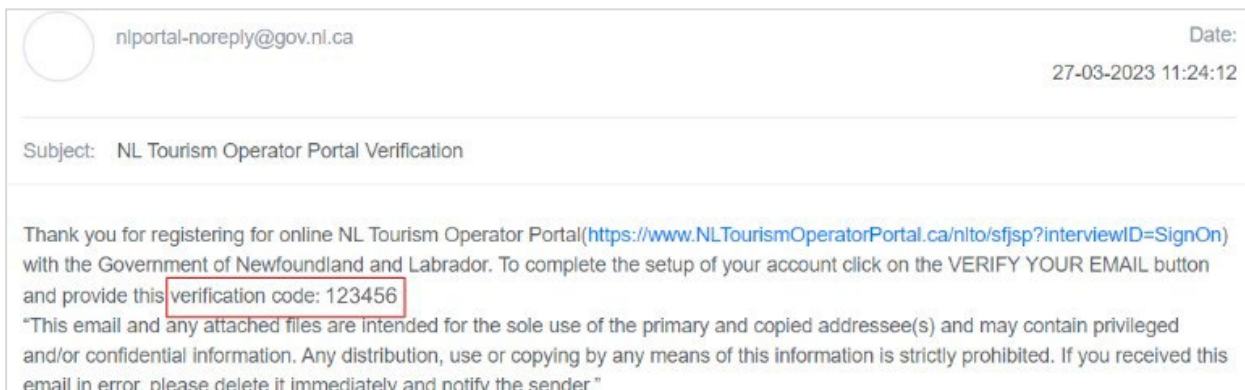 nlportal-noreply@gov.nl.ca
Date:
27-03-2023 11:24:12
Subject: NL Tourism Operator Portal Verification
Thank you for registering for online NL Tourism Operator Portal(https://www.NLTourismOperatorPortal.ca/nlto/sfjsp?interviewID=SignOn)
with the Government of Newfoundland and Labrador. To complete the setup of your account click on the VERIFY YOUR EMAIL button
and provide this verification code: 123456
“This email and any attached files are intended for the sole use of the primary and copied addressee(s) and may contain privileged
and/or confidential information. Any distribution, use or copying by any means of this information is strictly prohibited. If you received this
email in error, please delete it immediately and notify the sender.”